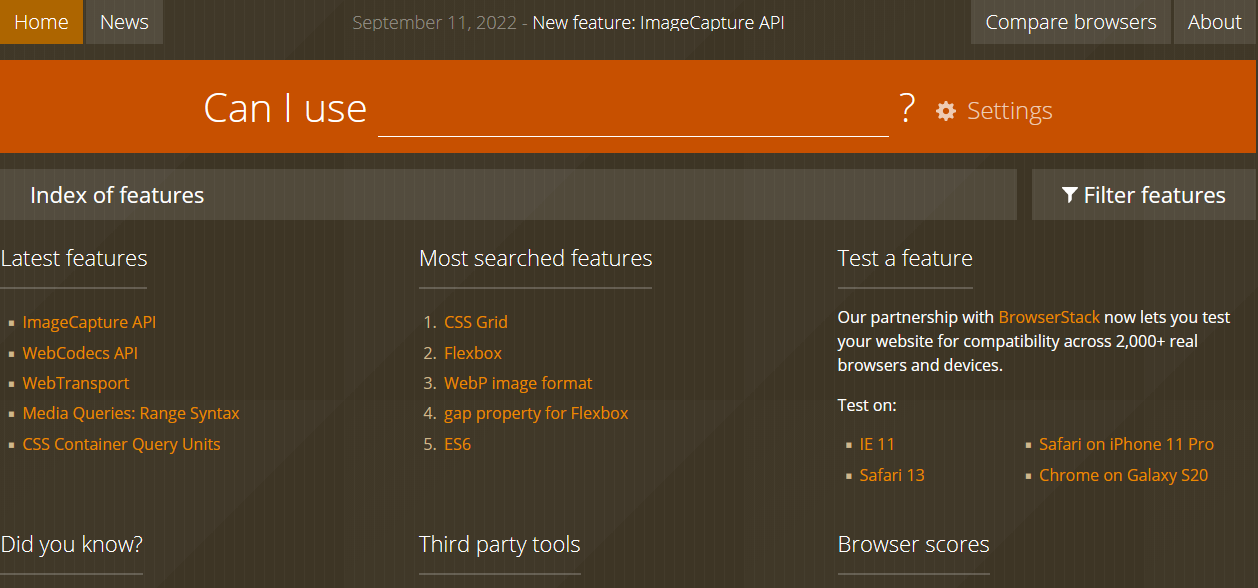 Home News September 11, 2022 - New feature: ImageCapture API Compare browsers About
Can I use ? Settings
Index of features Filter features
Latest features
ImageCapture API
WebCodecs API
WebTransport
Media Queries: Range Syntax
CSS Container Query Units
Most searched features
1. CSS Grid
2. Flexbox
3. WebP image format
4. gap property for Flexbox
5. ES6
Test a feature
Our partnership with BrowserStack now lets you test
your website for compatibility across 2,000+ real
browsers and devices.
Test on:
IE 11
Safari 13
Safari on iPhone 11 Pro
Chrome on Galaxy S20
Did you know?
Third party tools
Browser scores